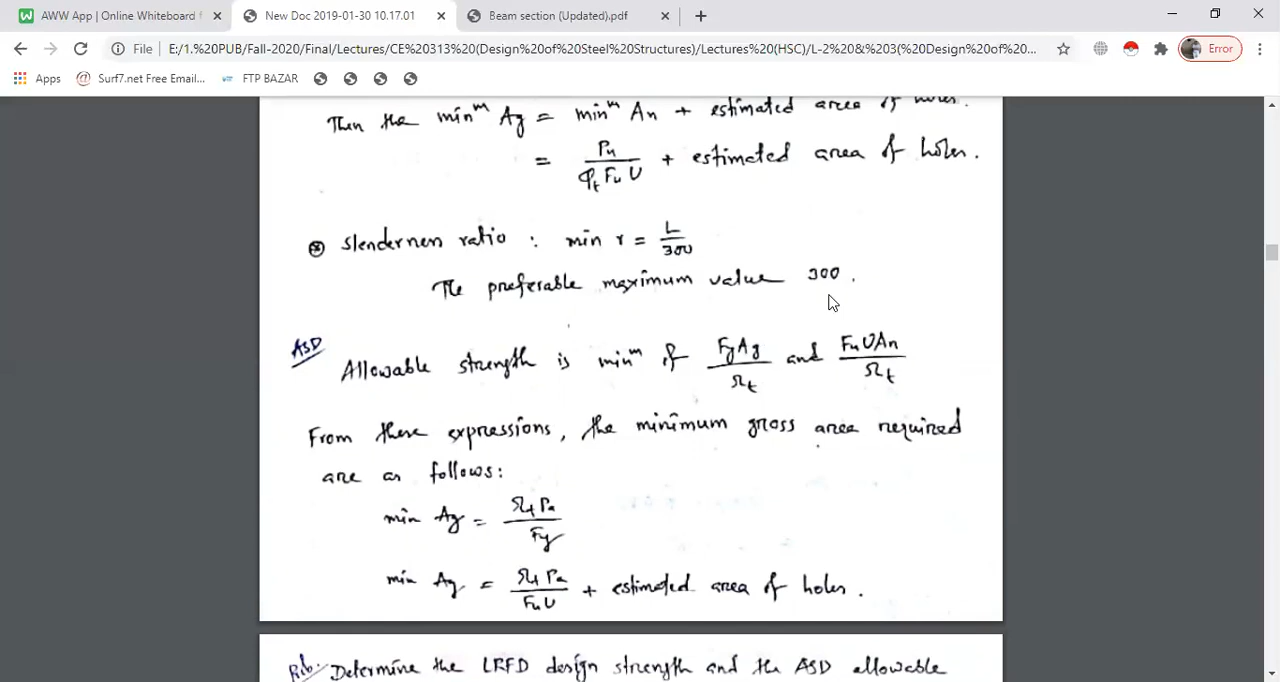 AWW App | Online Whiteboard f
New Doc 2019-01-30 10.17.01
Beam section (Updated).pdf
File
E:/1.%20PUB/Fall-2020/Final/Lectures/CE%20313%20(Design%20of%20Steel%20Structures)/Lectures%20(HSC)/L-2%20&%203(%20Design%20of%20...
Error
Apps
Surf7.net Free Email...
FTP BAZAR
Then the minᵐ Ag = minᵐ An + estimated area of holes.
= Pu / ϕt Fu U + estimated area of holes.
Slenderness ratio : min r = L/300
The preferable maximum value 300.
ASD
Allowable strength is minᵐ of FyAg/Ωt and FuUAn/Ωt
From these expressions, the minimum gross area required
are as follows:
min Ag = ΩtPa/Fy
min Ag = ΩtPa/FuU + estimated area of holes.
Determine the LRFD design strength and the ASD allowable